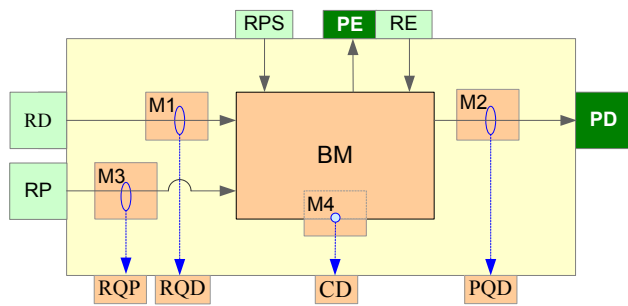 RPS PE RE
M1 M2
RD PD
BM
RP M3
M4
RQP RQD CD PQD